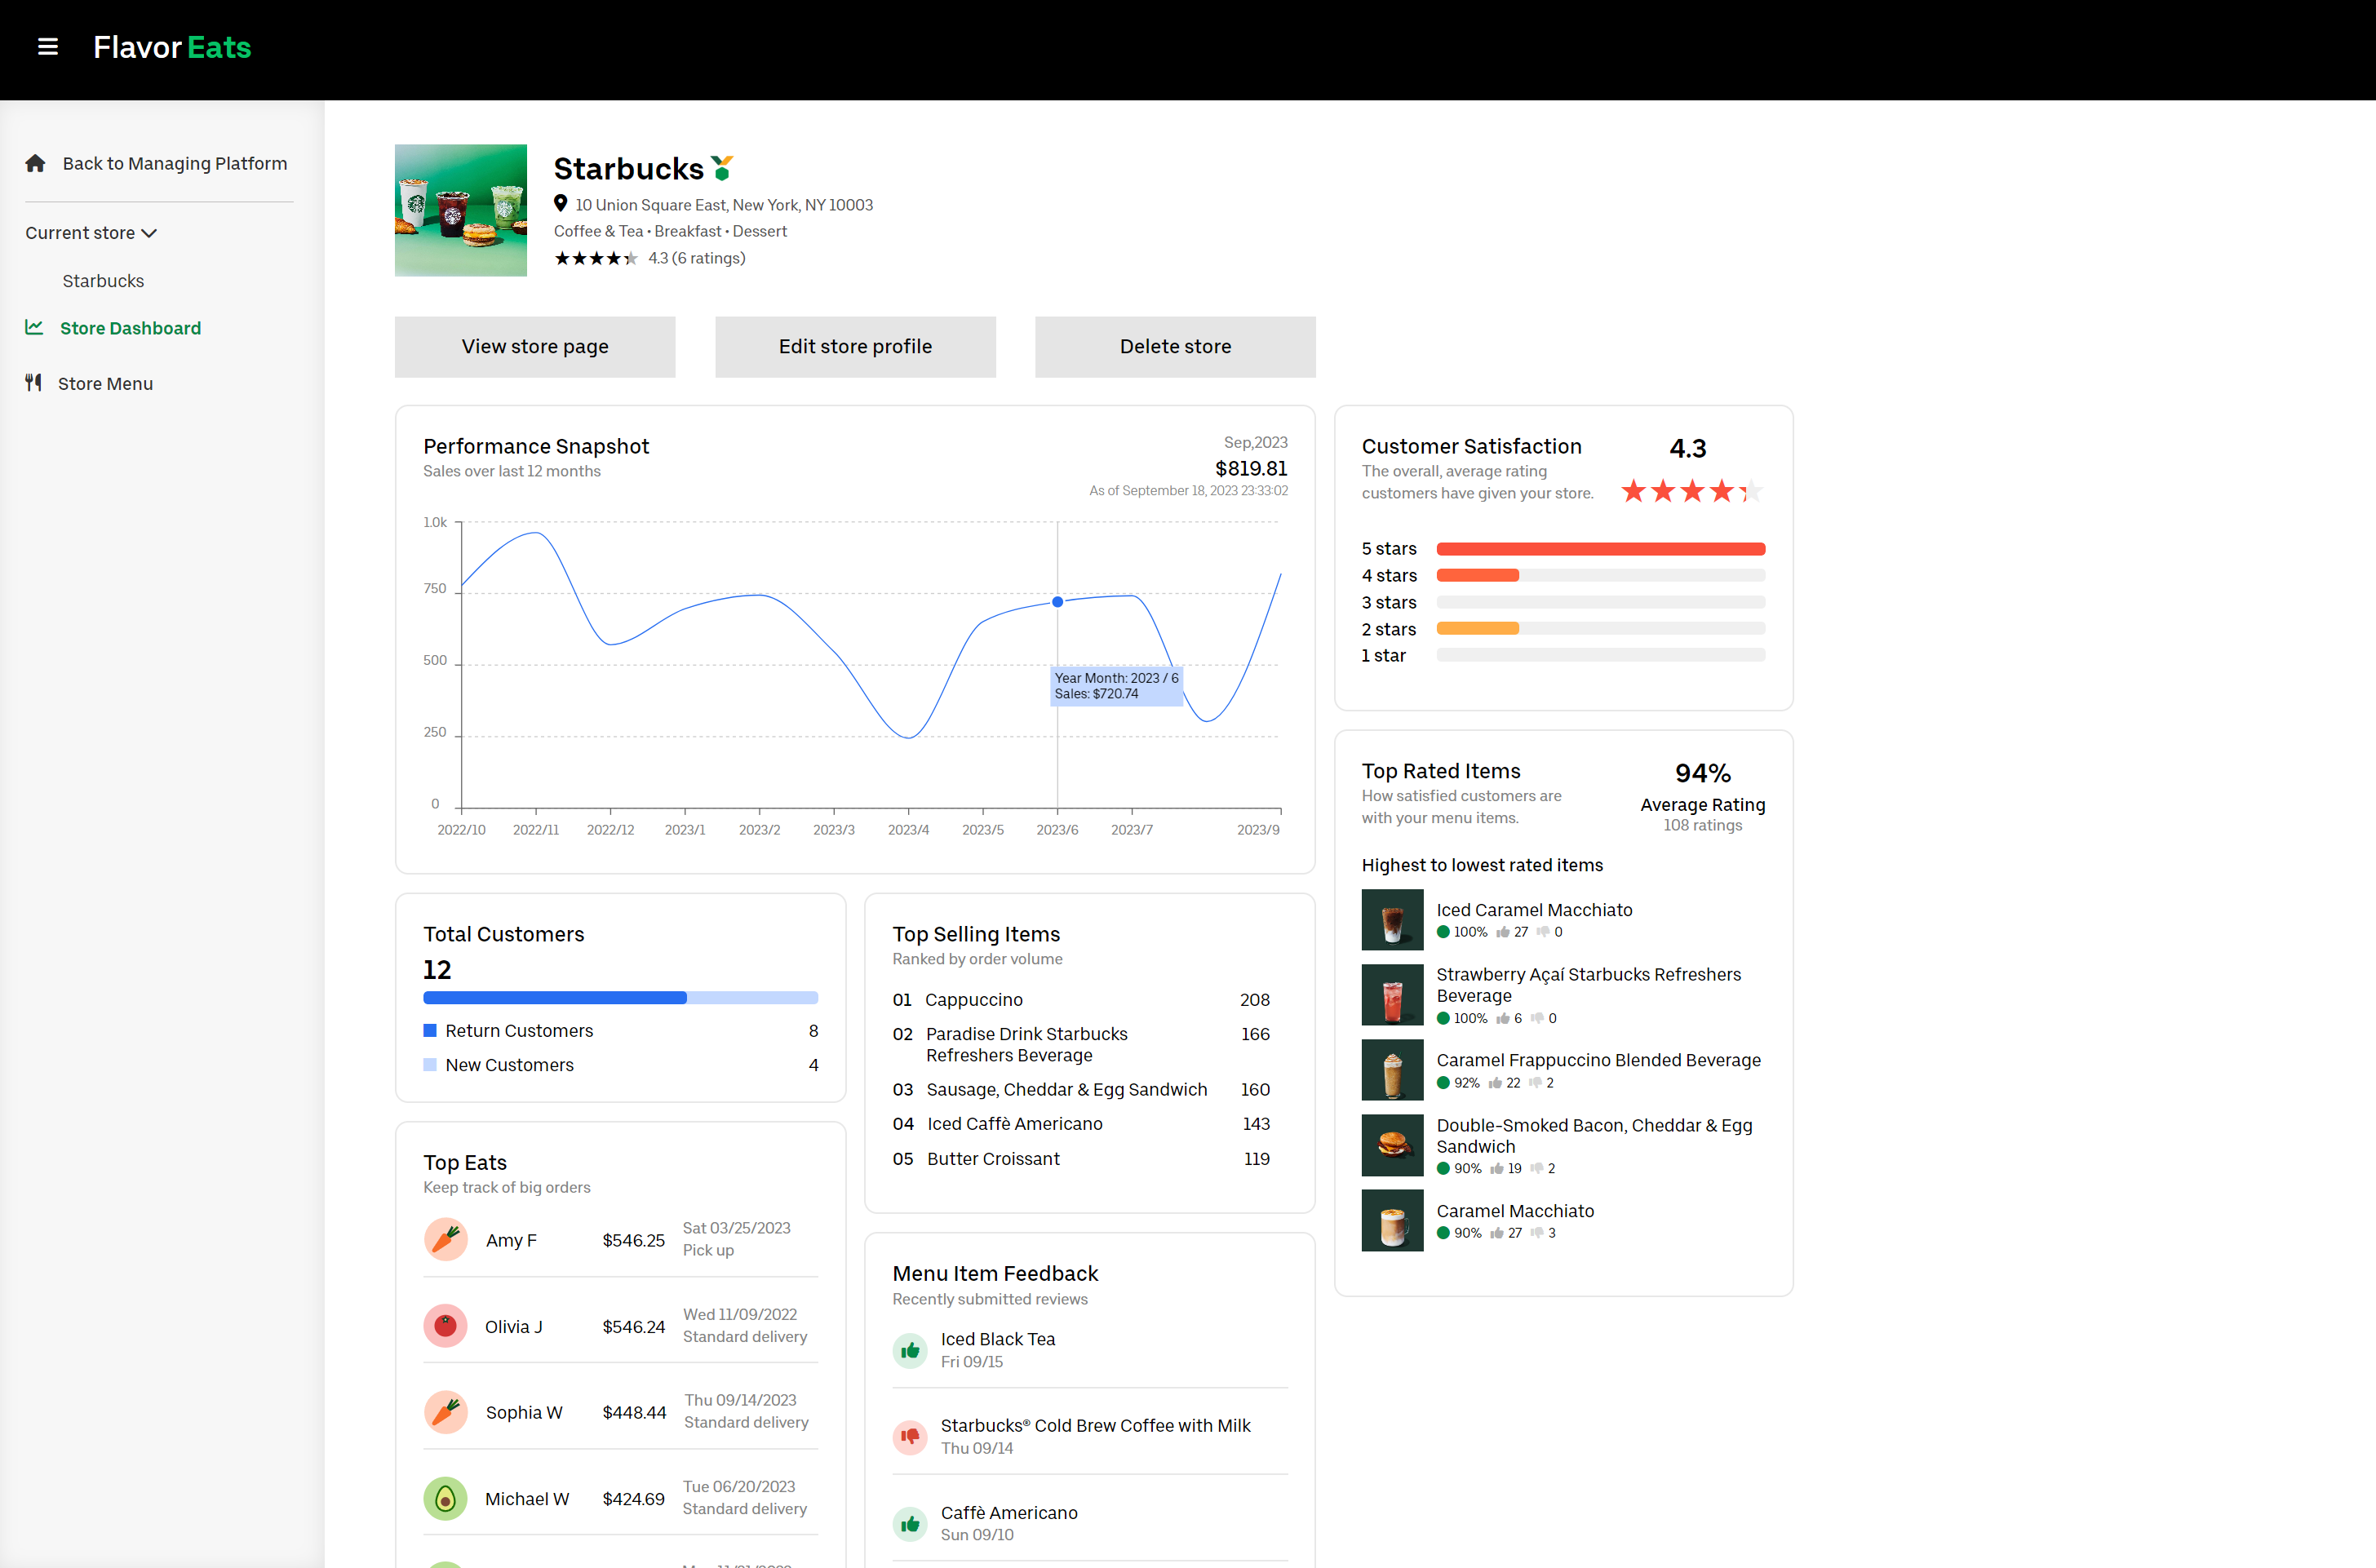 Flavor Eats
Back to Managing Platform
Current store
Starbucks
Store Dashboard
Store Menu
Starbucks
10 Union Square East, New York, NY 10003
Coffee & Tea • Breakfast • Dessert
4.3 (6 ratings)
View store page
Edit store profile
Delete store
Performance Snapshot
Sales over last 12 months
Sep,2023
$819.81
As of September 18, 2023 23:33:02
1.0k
750
500
250
0
Year Month: 2023 / 6
Sales: $720.74
2022/10 2022/11 2022/12 2023/1 2023/2 2023/3 2023/4 2023/5 2023/6 2023/7 2023/9
Customer Satisfaction
The overall, average rating
customers have given your store.
4.3
5 stars
4 stars
3 stars
2 stars
1 star
Top Rated Items
How satisfied customers are
with your menu items.
94%
Average Rating
108 ratings
Highest to lowest rated items
Iced Caramel Macchiato
100% 27 0
Strawberry Açaí Starbucks Refreshers
Beverage
100% 6 0
Caramel Frappuccino Blended Beverage
92% 22 2
Double-Smoked Bacon, Cheddar & Egg
Sandwich
90% 19 2
Caramel Macchiato
90% 27 3
Total Customers
12
Return Customers 8
New Customers 4
Top Selling Items
Ranked by order volume
01 Cappuccino 208
02 Paradise Drink Starbucks 166
Refreshers Beverage
03 Sausage, Cheddar & Egg Sandwich 160
04 Iced Caffè Americano 143
05 Butter Croissant 119
Top Eats
Keep track of big orders
Amy F $546.25 Sat 03/25/2023
Pick up
Olivia J $546.24 Wed 11/09/2022
Standard delivery
Sophia W $448.44 Thu 09/14/2023
Standard delivery
Michael W $424.69 Tue 06/20/2023
Standard delivery
Menu Item Feedback
Recently submitted reviews
Iced Black Tea
Fri 09/15
Starbucks® Cold Brew Coffee with Milk
Thu 09/14
Caffè Americano
Sun 09/10